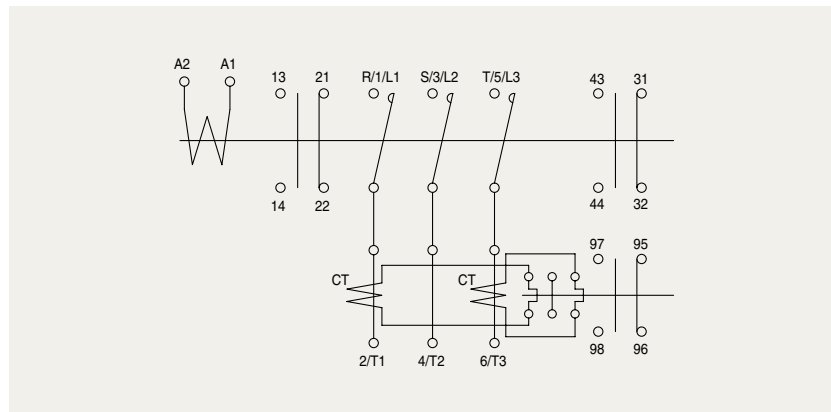 A2 A1
13 21 R/1/L1 S/3/L2 T/5/L3 43 31
14 22 44 32
97 95
CT CT
98 96
2/T1 4/T2 6/T3